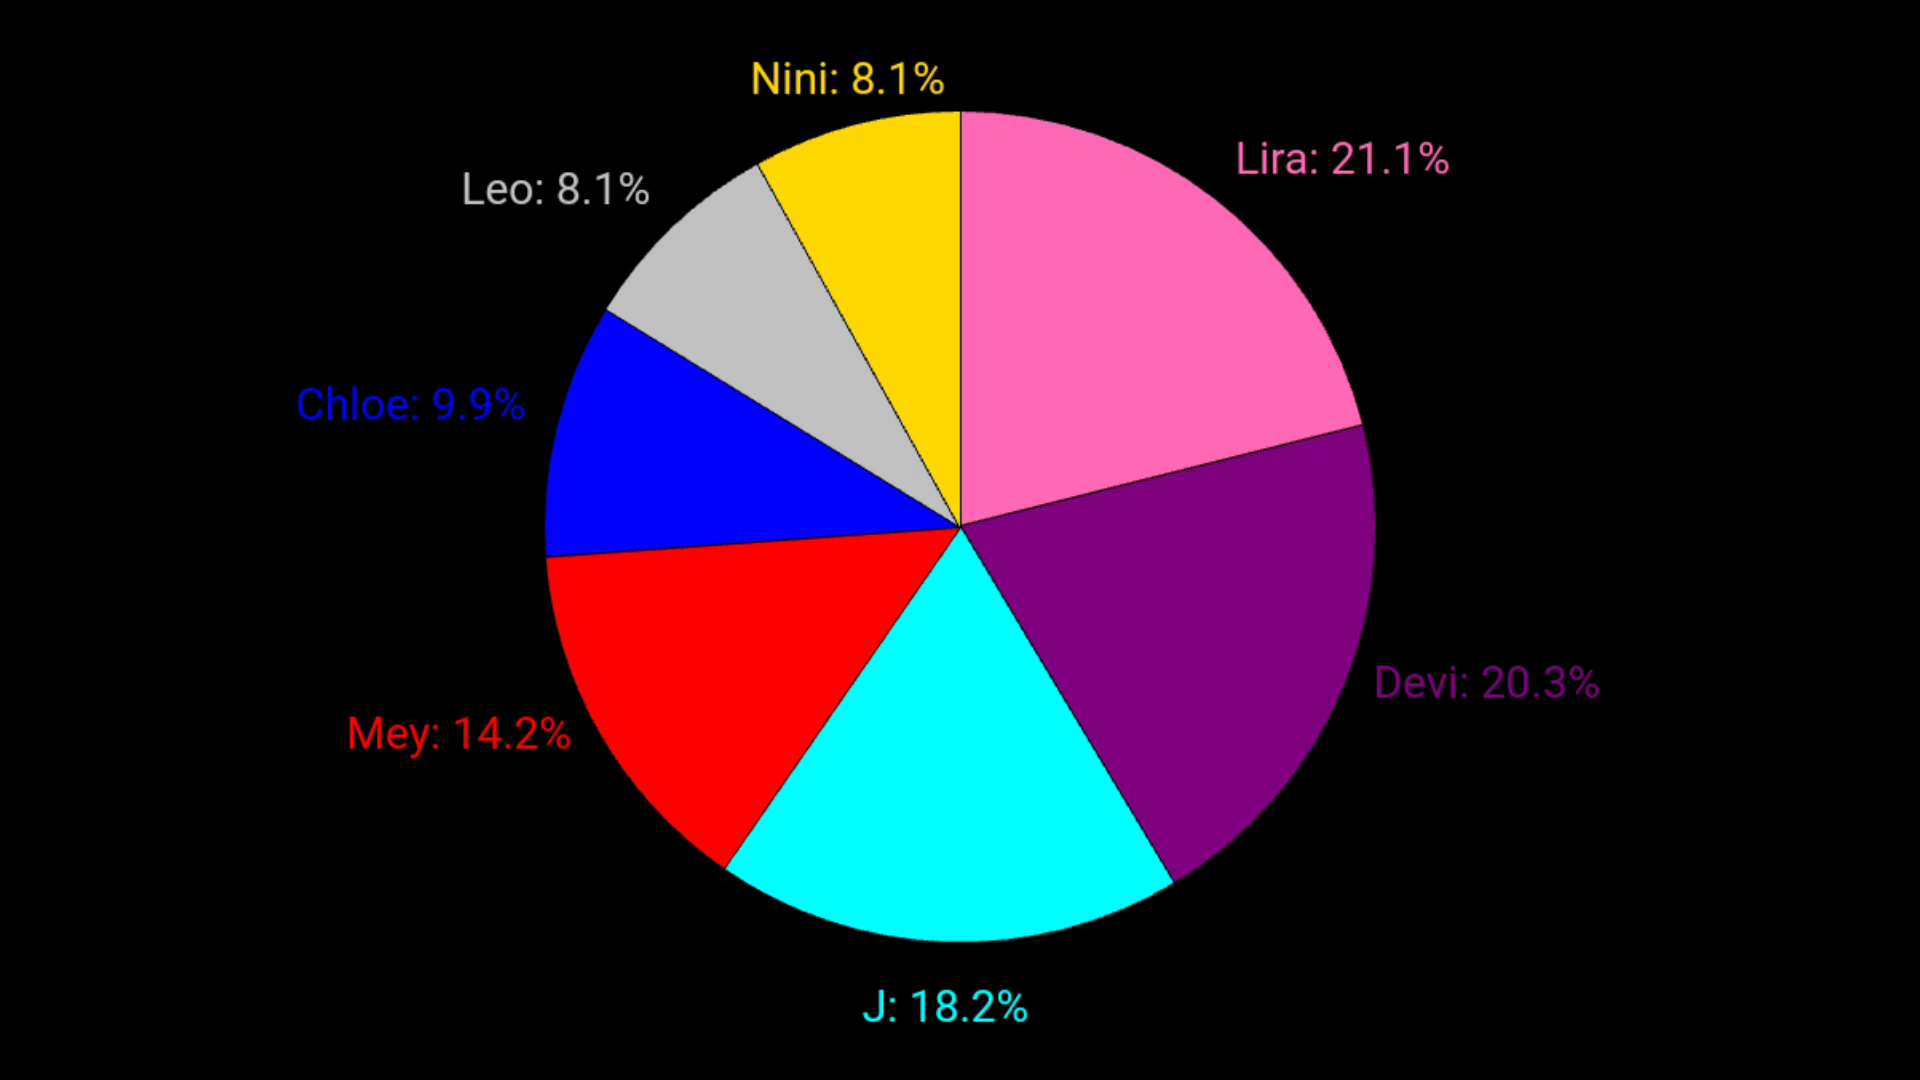 Nini: 8.1%
Lira: 21.1%
Leo: 8.1%
Chloe: 9.9%
Devi: 20.3%
Mey: 14.2%
J: 18.2%